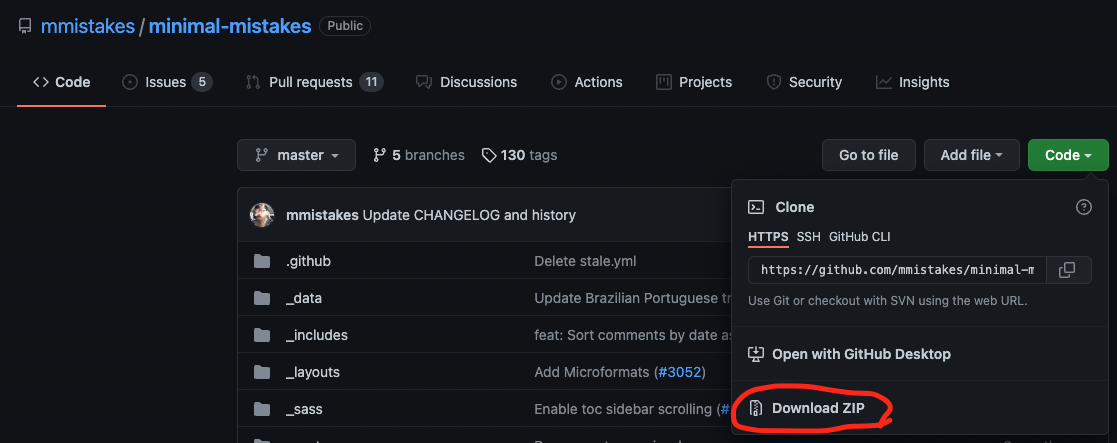 mmistakes / minimal-mistakes Public
Code Issues 5 Pull requests 11 Discussions Actions Projects Security Insights
master 5 branches 130 tags Go to file Add file Code
mmistakes Update CHANGELOG and history
Clone
HTTPS SSH GitHub CLI
.github Delete stale.yml
https://github.com/mmistakes/minimal-m
_data Update Brazilian Portuguese tr
Use Git or checkout with SVN using the web URL.
_includes feat: Sort comments by date as
Open with GitHub Desktop
_layouts Add Microformats (#3052)
_sass Enable toc sidebar scrolling (#
Download ZIP